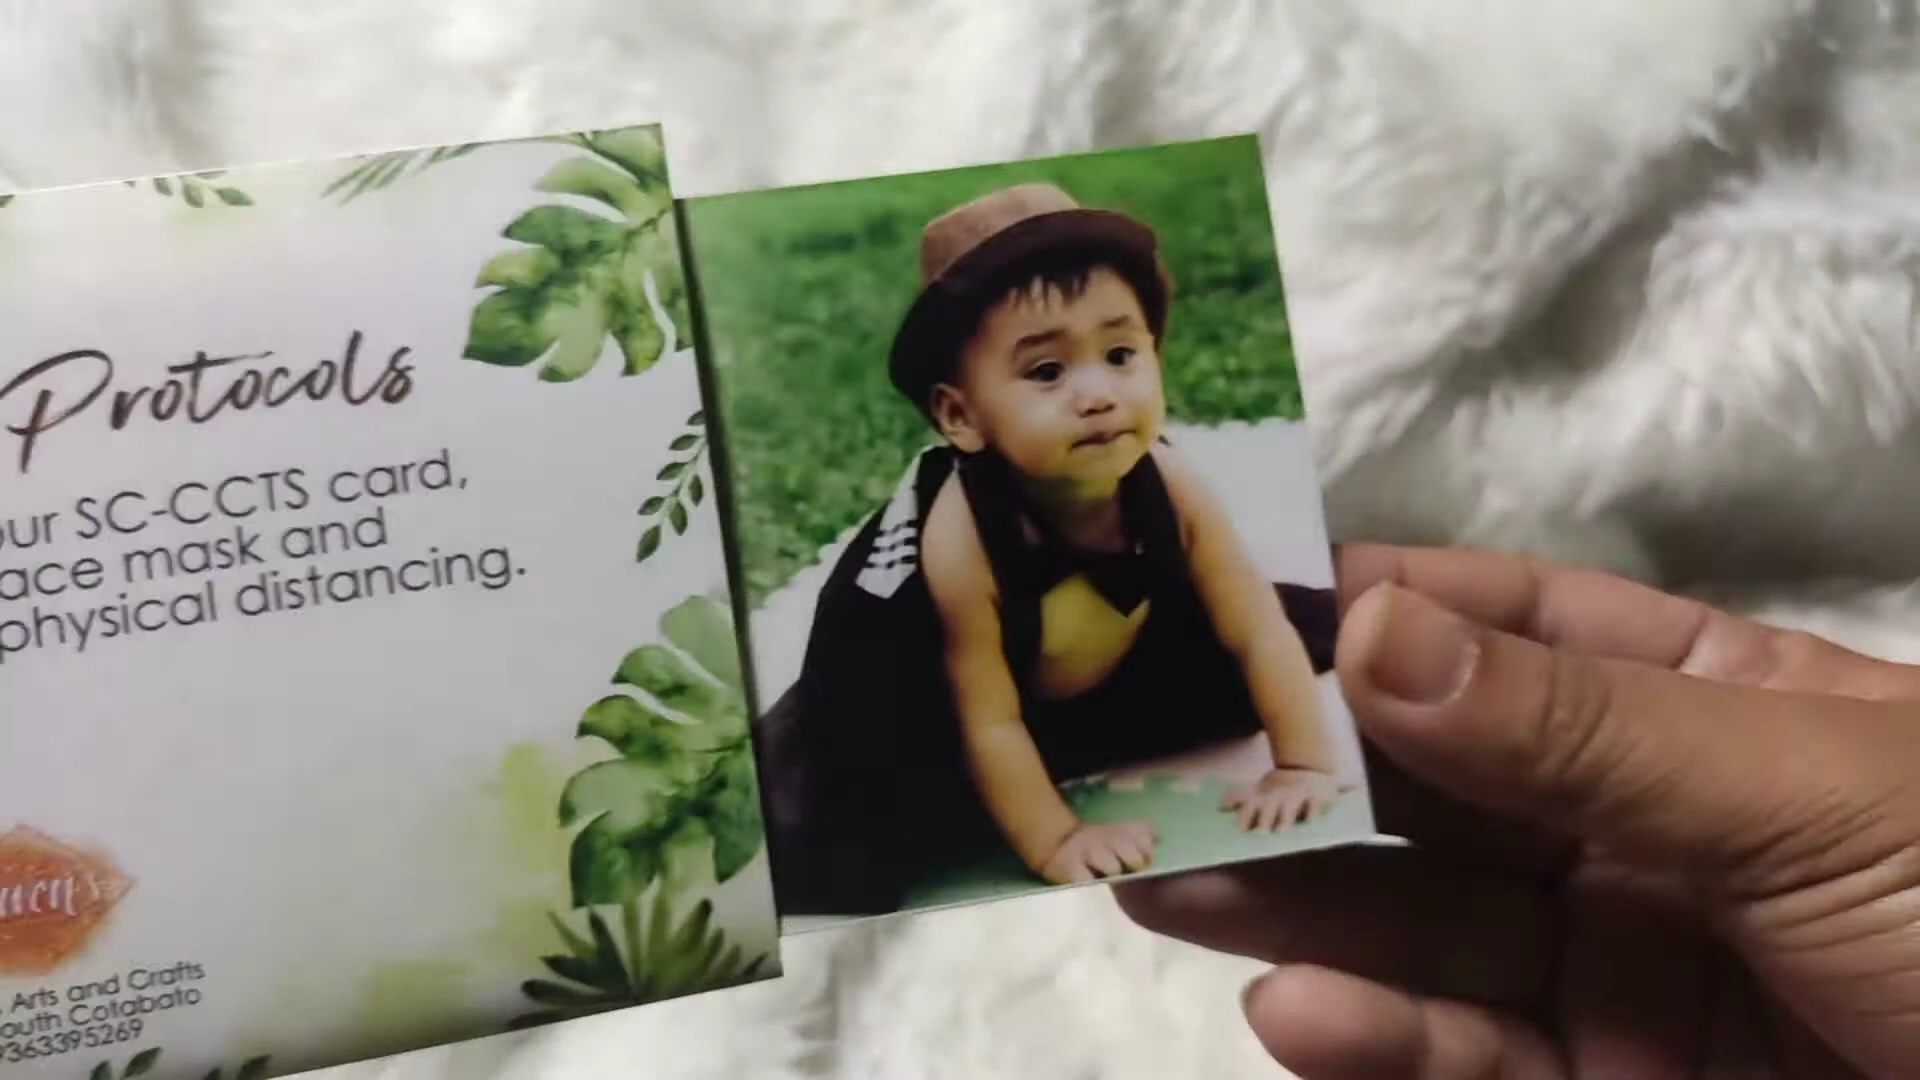 Protocols
our SC-CCTS card,
ace mask and
physical distancing.
Arts and Crafts
outh Cotabato
9363395269